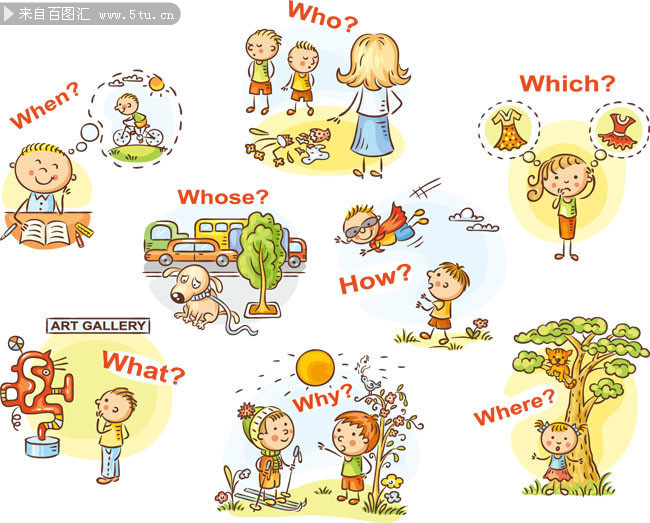 来自百图汇 www.5tu.cn
Who?
When?
Which?
Whose?
How?
ART GALLERY
What?
Why?
Where?